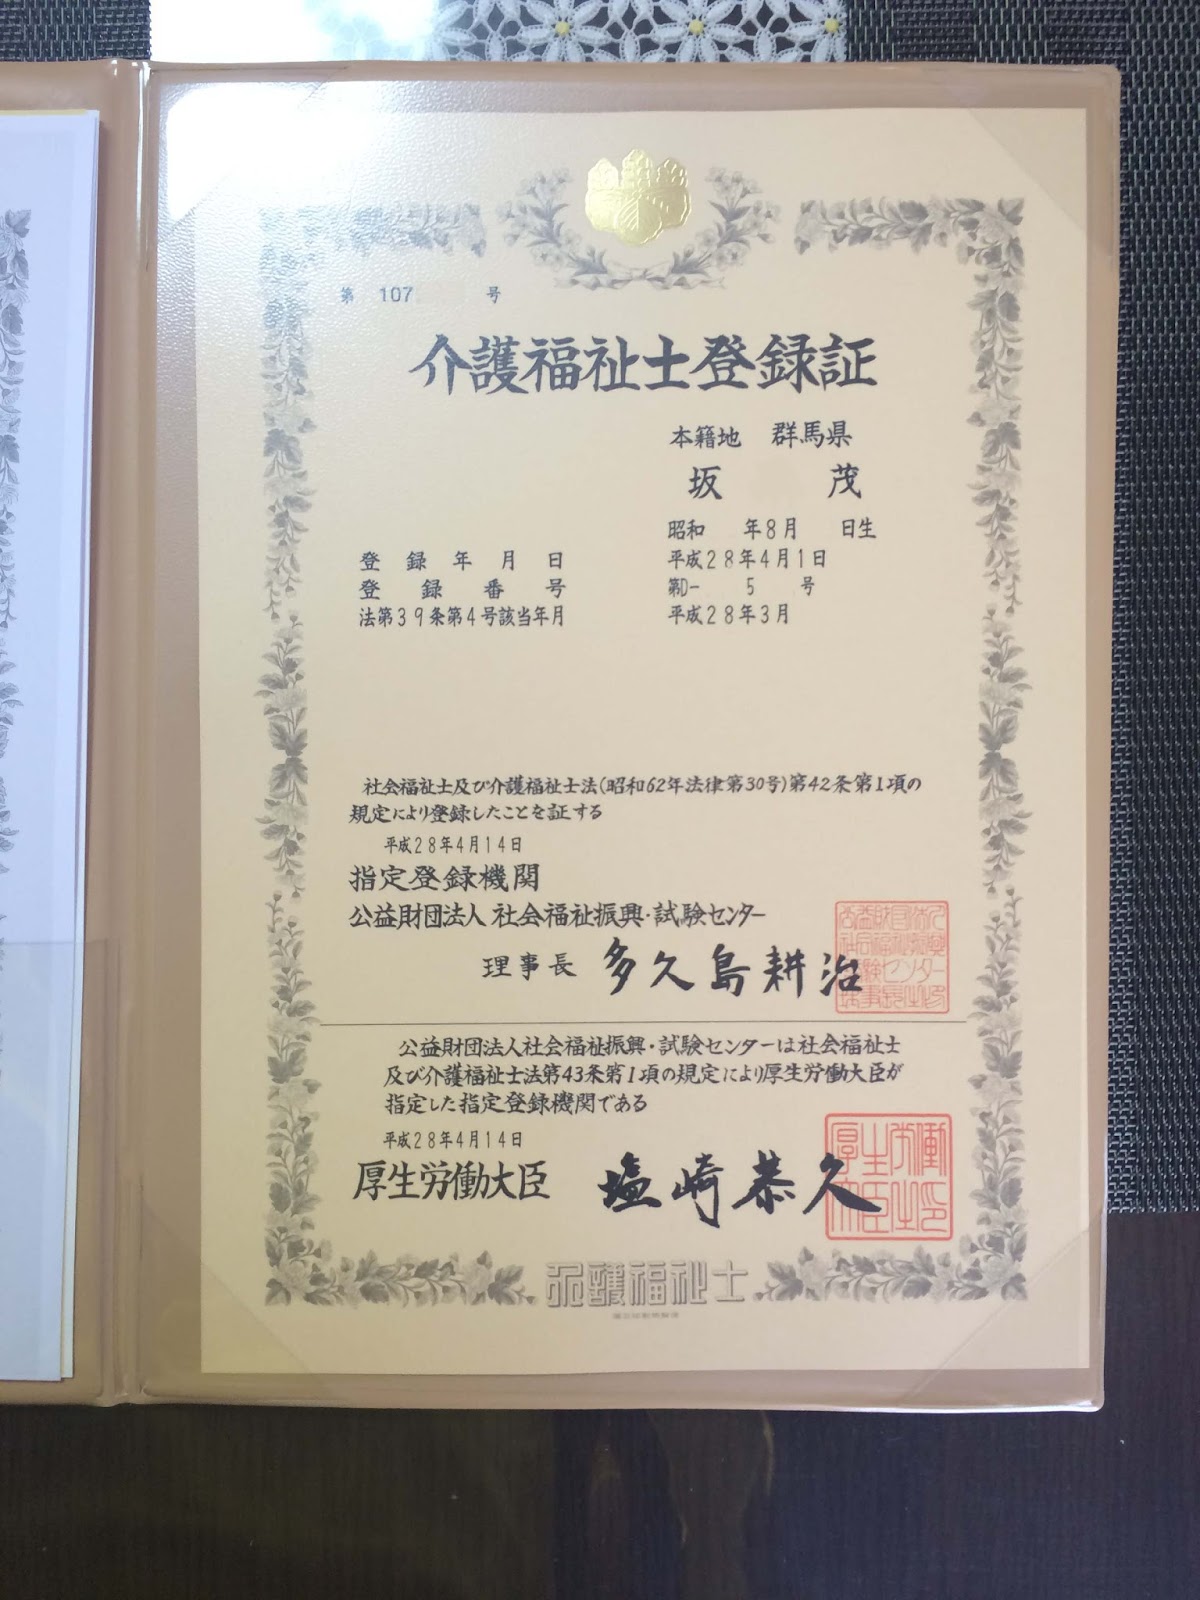 第 107 号
介護福祉士登録証
本籍地 群馬県
坂 茂
昭和 年8月 日生
登録年月日 平成28年4月1日
登録番号 第D- 5 号
法第39条第4号該当年月 平成28年3月
社会福祉士及び介護福祉士法(昭和62年法律第30号)第42条第1項の
規定により登録したことを証する
平成28年4月14日
指定登録機関
公益財団法人 社会福祉振興・試験センター
理事長 多久島耕治
公益財団法人社会福祉振興・試験センターは社会福祉士
及び介護福祉士法第43条第1項の規定により厚生労働大臣が
指定した指定登録機関である
平成28年4月14日
厚生労働大臣 塩崎恭久
厚生労働大臣之印
介護福祉士